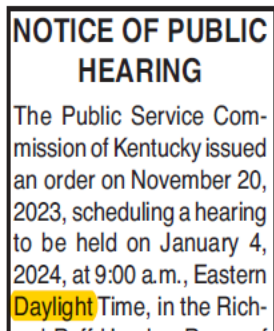 NOTICE OF PUBLIC
HEARING
The Public Service Com-
mission of Kentucky issued
an order on November 20,
2023, scheduling a hearing
to be held on January 4,
2024, at 9:00 a.m., Eastern
Daylight Time, in the Rich-